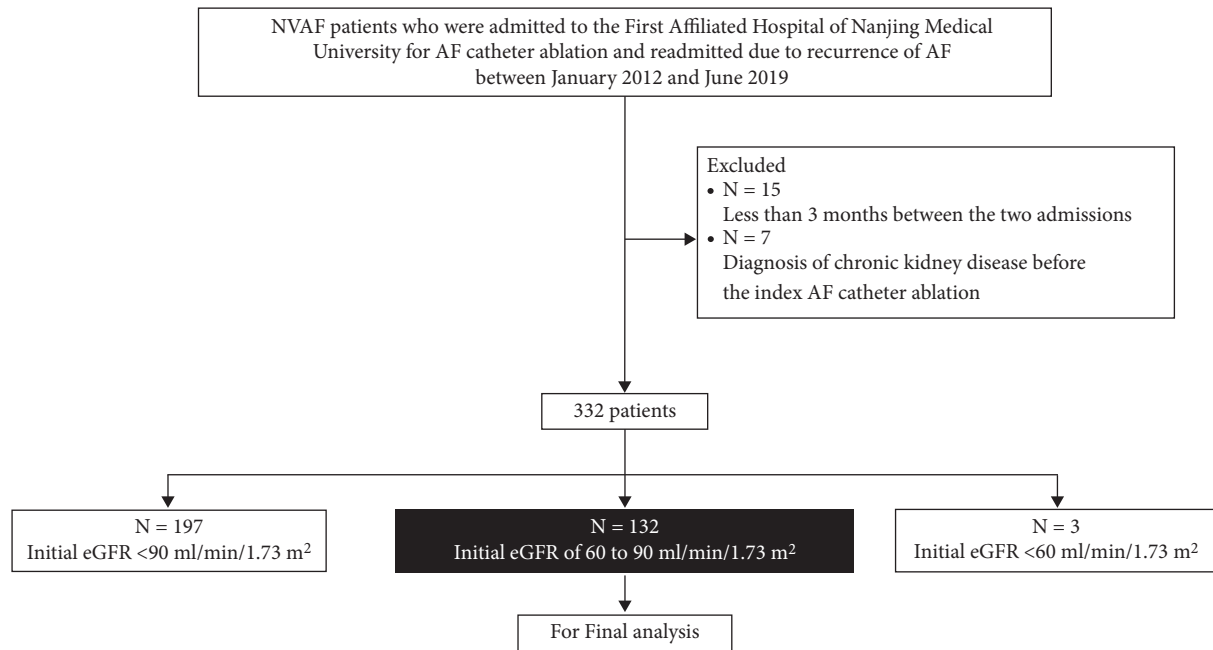 NVAF patients who were admitted to the First Affiliated Hospital of Nanjing Medical
University for AF catheter ablation and readmitted due to recurrence of AF
between January 2012 and June 2019
Excluded
• N = 15
Less than 3 months between the two admissions
• N = 7
Diagnosis of chronic kidney disease before
the index AF catheter ablation
332 patients
N = 197
Initial eGFR <90 ml/min/1.73 m²
N = 132
Initial eGFR of 60 to 90 ml/min/1.73 m²
N = 3
Initial eGFR <60 ml/min/1.73 m²
For Final analysis